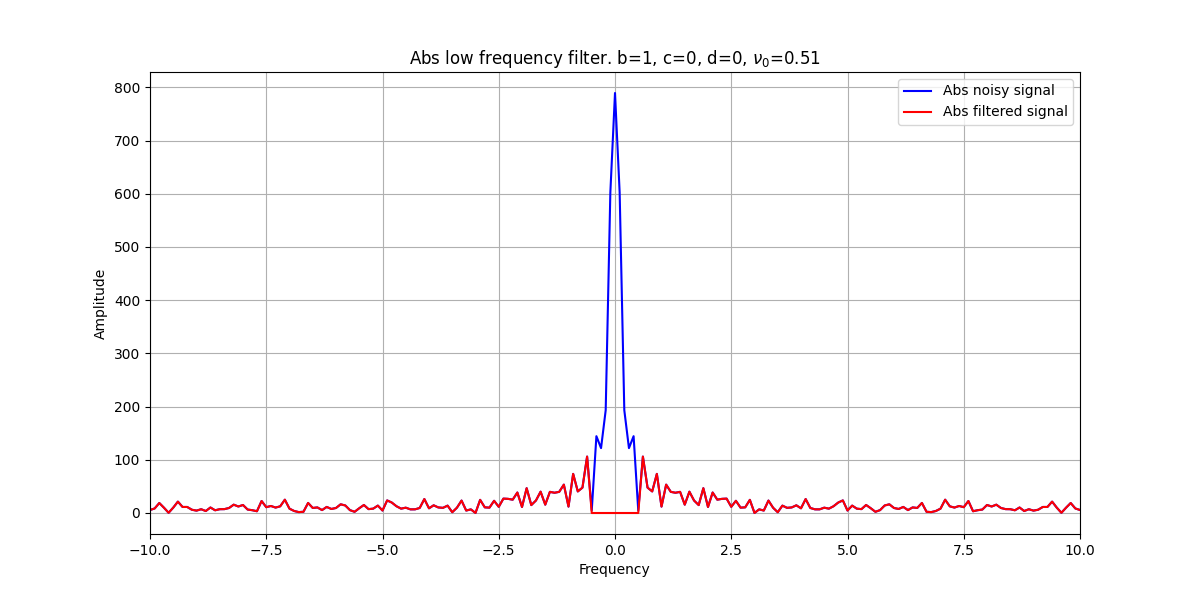 Abs low frequency filter. b=1, c=0, d=0, ν₀=0.51
Abs noisy signal
Abs filtered signal
800
700
600
500
400
300
200
100
0
Amplitude
−10.0 −7.5 −5.0 −2.5 0.0 2.5 5.0 7.5 10.0
Frequency